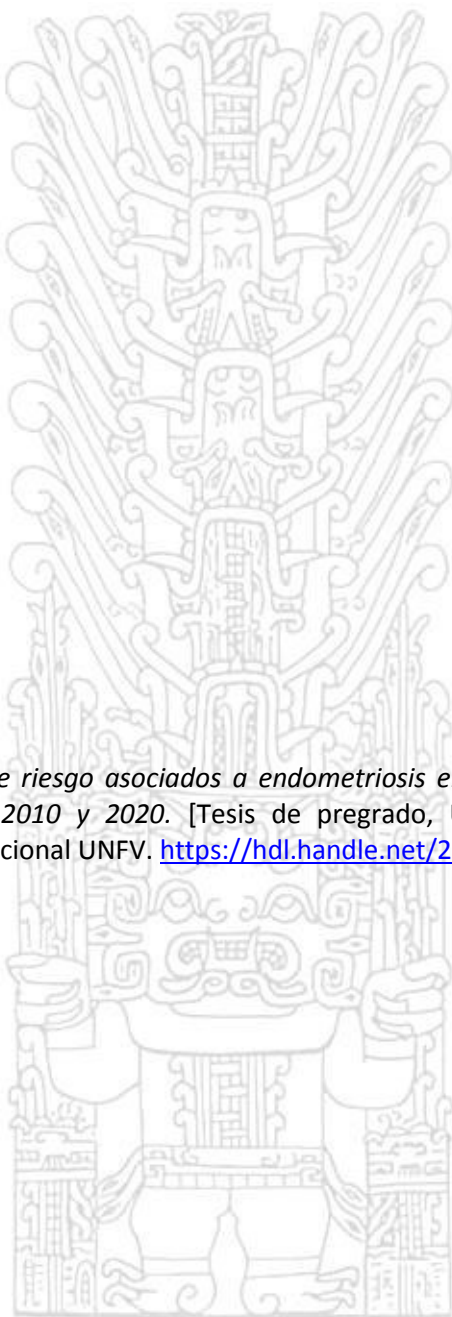 e riesgo asociados a endometriosis e
2010 y 2020. [Tesis de pregrado,
cional UNFV. https://hdl.handle.net/2